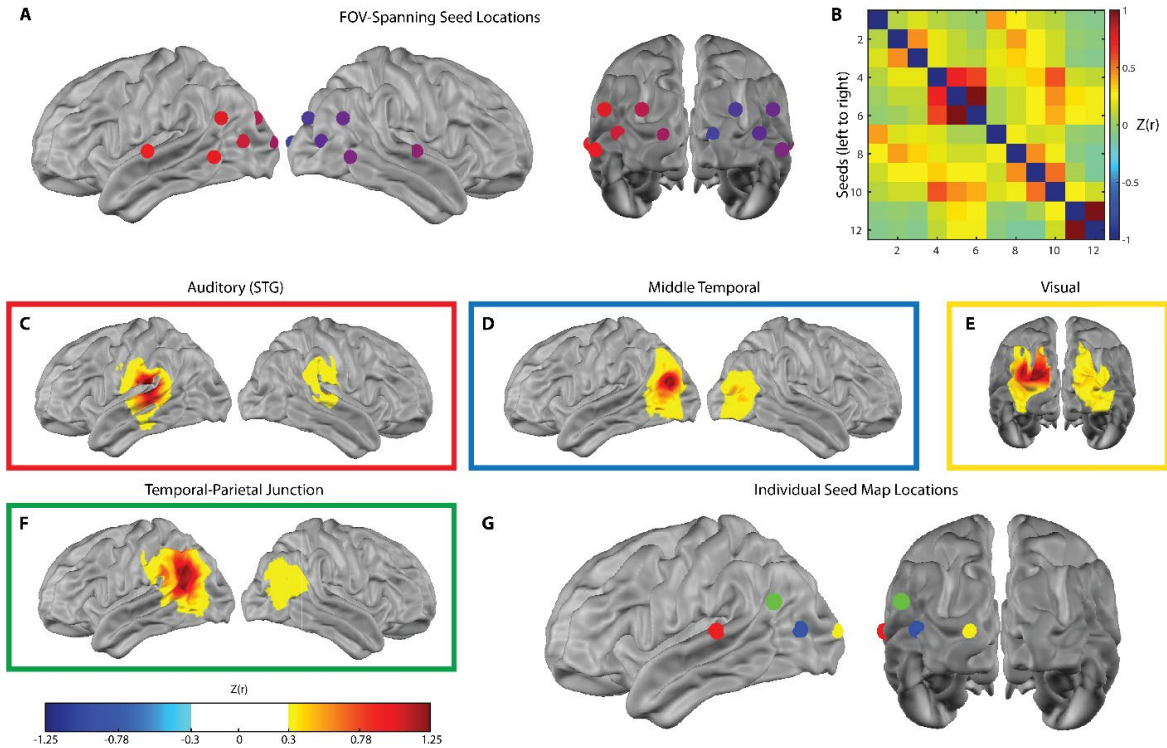 A
FOV-Spanning Seed Locations
B
Seeds (left to right)
2
4
6
8
10
12
2 4 6 8 10 12
1
0.5
0
-0.5
-1
Z(r)
Auditory (STG)
C
Middle Temporal
D
Visual
E
Temporal-Parietal Junction
F
Individual Seed Map Locations
G
Z(r)
-1.25 -0.78 -0.3 0 0.3 0.78 1.25